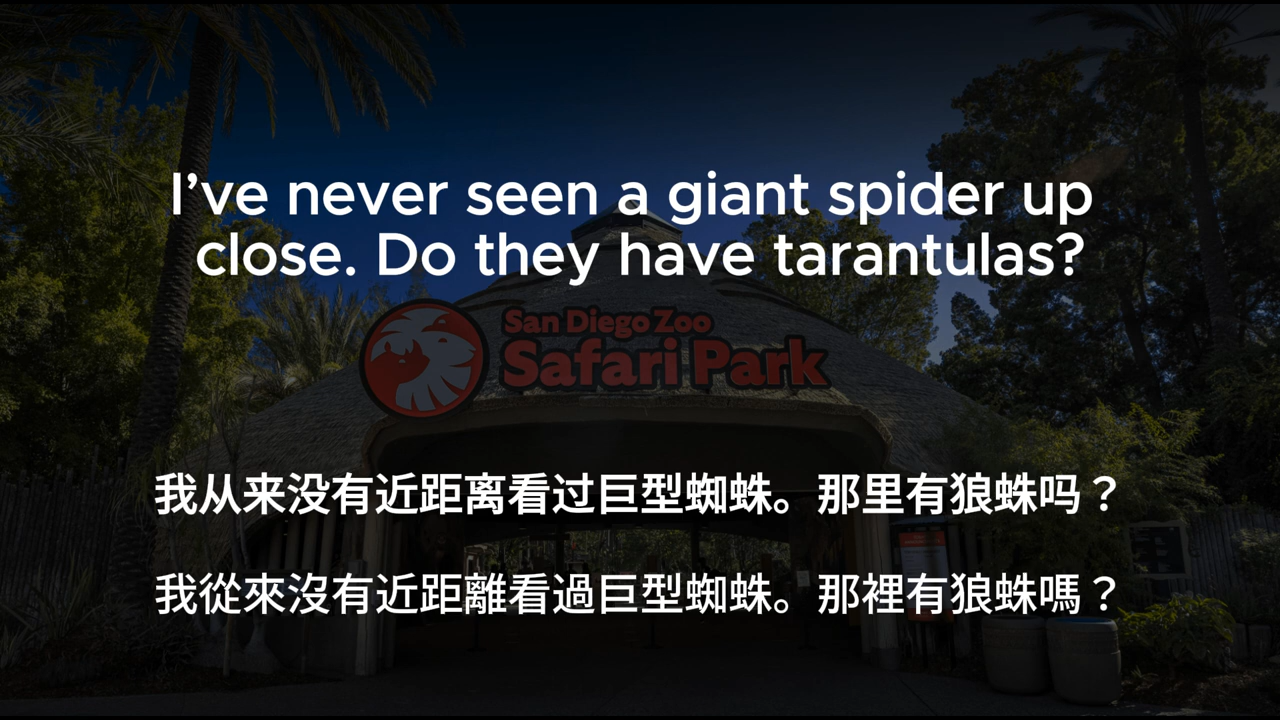 I’ve never seen a giant spider up
close. Do they have tarantulas?
San Diego Zoo
Safari Park
我从来没有近距离看过巨型蜘蛛。那里有狼蛛吗？
我從來沒有近距離看過巨型蜘蛛。那裡有狼蛛嗎？